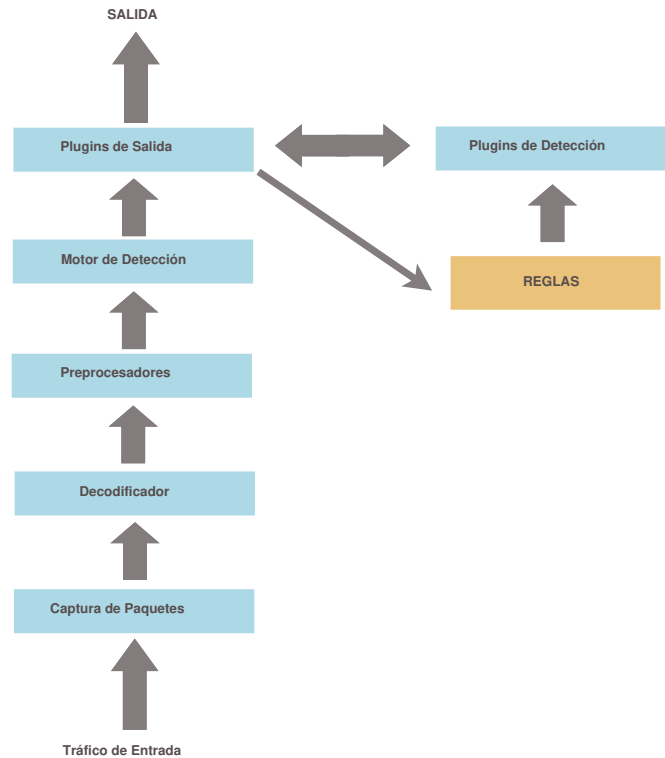 SALIDA
Plugins de Salida
Plugins de Detección
Motor de Detección
REGLAS
Preprocesadores
Decodificador
Captura de Paquetes
Tráfico de Entrada